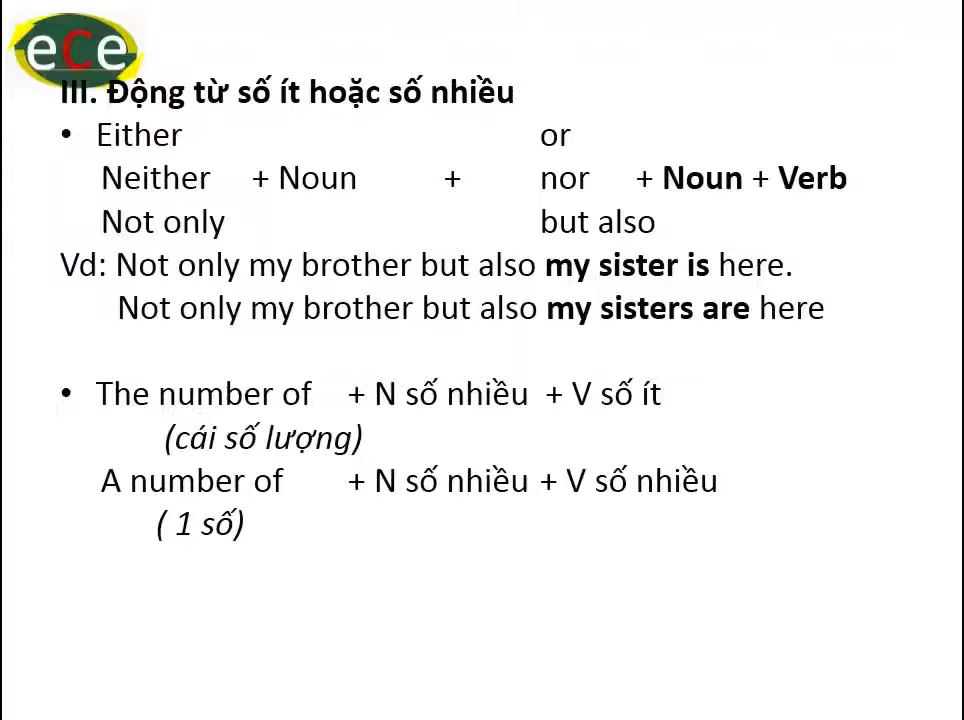 ece
III. Động từ số ít hoặc số nhiều
• Either or
Neither + Noun + nor + Noun + Verb
Not only but also
Vd: Not only my brother but also my sister is here.
Not only my brother but also my sisters are here
• The number of + N số nhiều + V số ít
(cái số lượng)
A number of + N số nhiều + V số nhiều
( 1 số)